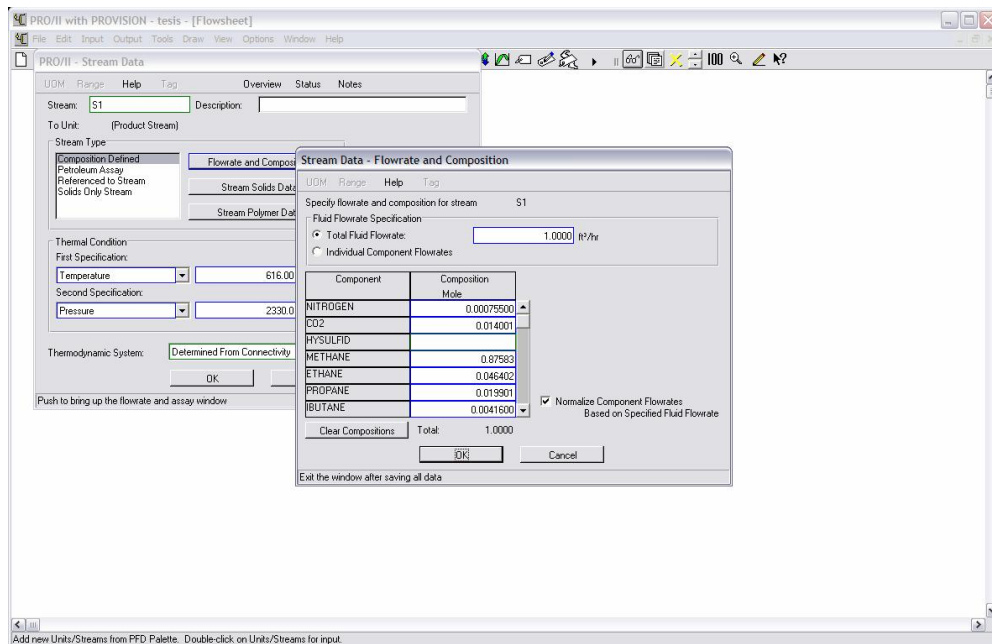 PRO/II with PROVISION - tesis - [Flowsheet]
File Edit Input Output Tools Draw View Options Window Help
PRO/II - Stream Data
UOM Range Help Tag Overview Status Notes
Stream: S1 Description:
To Unit: (Product Stream)
Stream Type
Composition Defined
Petroleum Assay
Referenced to Stream
Solids Only Stream
Flowrate and Composi
Stream Solids Data
Stream Polymer Dat
Thermal Condition
First Specification:
Temperature 616.00
Second Specification:
Pressure 2330.0
Thermodynamic System: Determined From Connectivity
OK
Push to bring up the flowrate and assay window
Stream Data - Flowrate and Composition
UOM Range Help Tag
Specify flowrate and composition for stream S1
Fluid Flowrate Specification
Total Fluid Flowrate: 1.0000 ft³/hr
Individual Component Flowrates
Component Composition
Mole
NITROGEN 0.00075500
CO2 0.014001
HYSULFID
METHANE 0.87583
ETHANE 0.046402
PROPANE 0.019901
IBUTANE 0.0041600
Normalize Component Flowrates
Based on Specified Fluid Flowrate
Clear Compositions Total: 1.0000
OK Cancel
Exit the window after saving all data
100
Add new Units/Streams from PFD Palette. Double-click on Units/Streams for input.